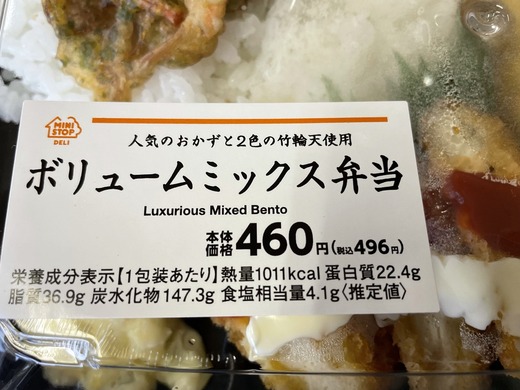 MINI
STOP
DELI
人気のおかずと2色の竹輪天使用
ボリュームミックス弁当
Luxurious Mixed Bento
本体価格 460円(税込496円)
栄養成分表示【1包装あたり】熱量1011kcal 蛋白質22.4g
脂質36.9g 炭水化物147.3g 食塩相当量4.1g〈推定値〉